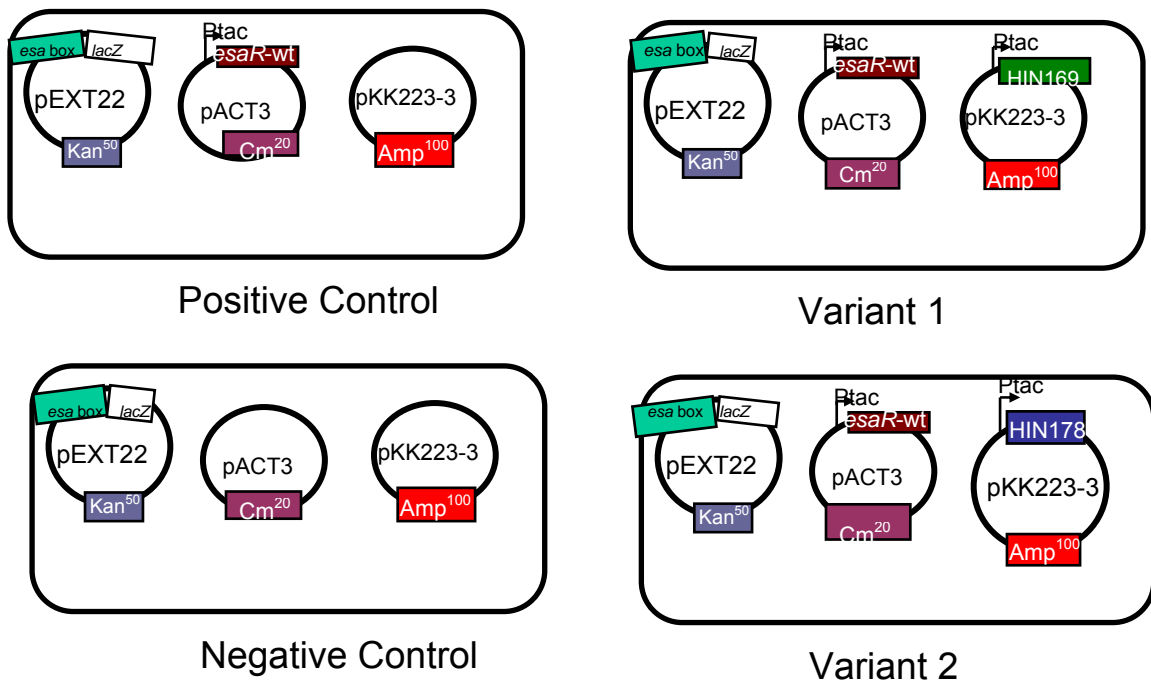 Ptac
esa box lacZ
esaR-wt
pEXT22
pACT3
pKK223-3
Kan50
Cm20
Amp100
Positive Control
Ptac
Ptac
esa box lacZ
esaR-wt
HIN169
pEXT22
pACT3
pKK223-3
Kan50
Cm20
Amp100
Variant 1
esa box lacZ
pEXT22
pACT3
pKK223-3
Kan50
Cm20
Amp100
Negative Control
Ptac
Ptac
esa box lacZ
esaR-wt
HIN178
pEXT22
pACT3
pKK223-3
Kan50
Cm20
Amp100
Variant 2